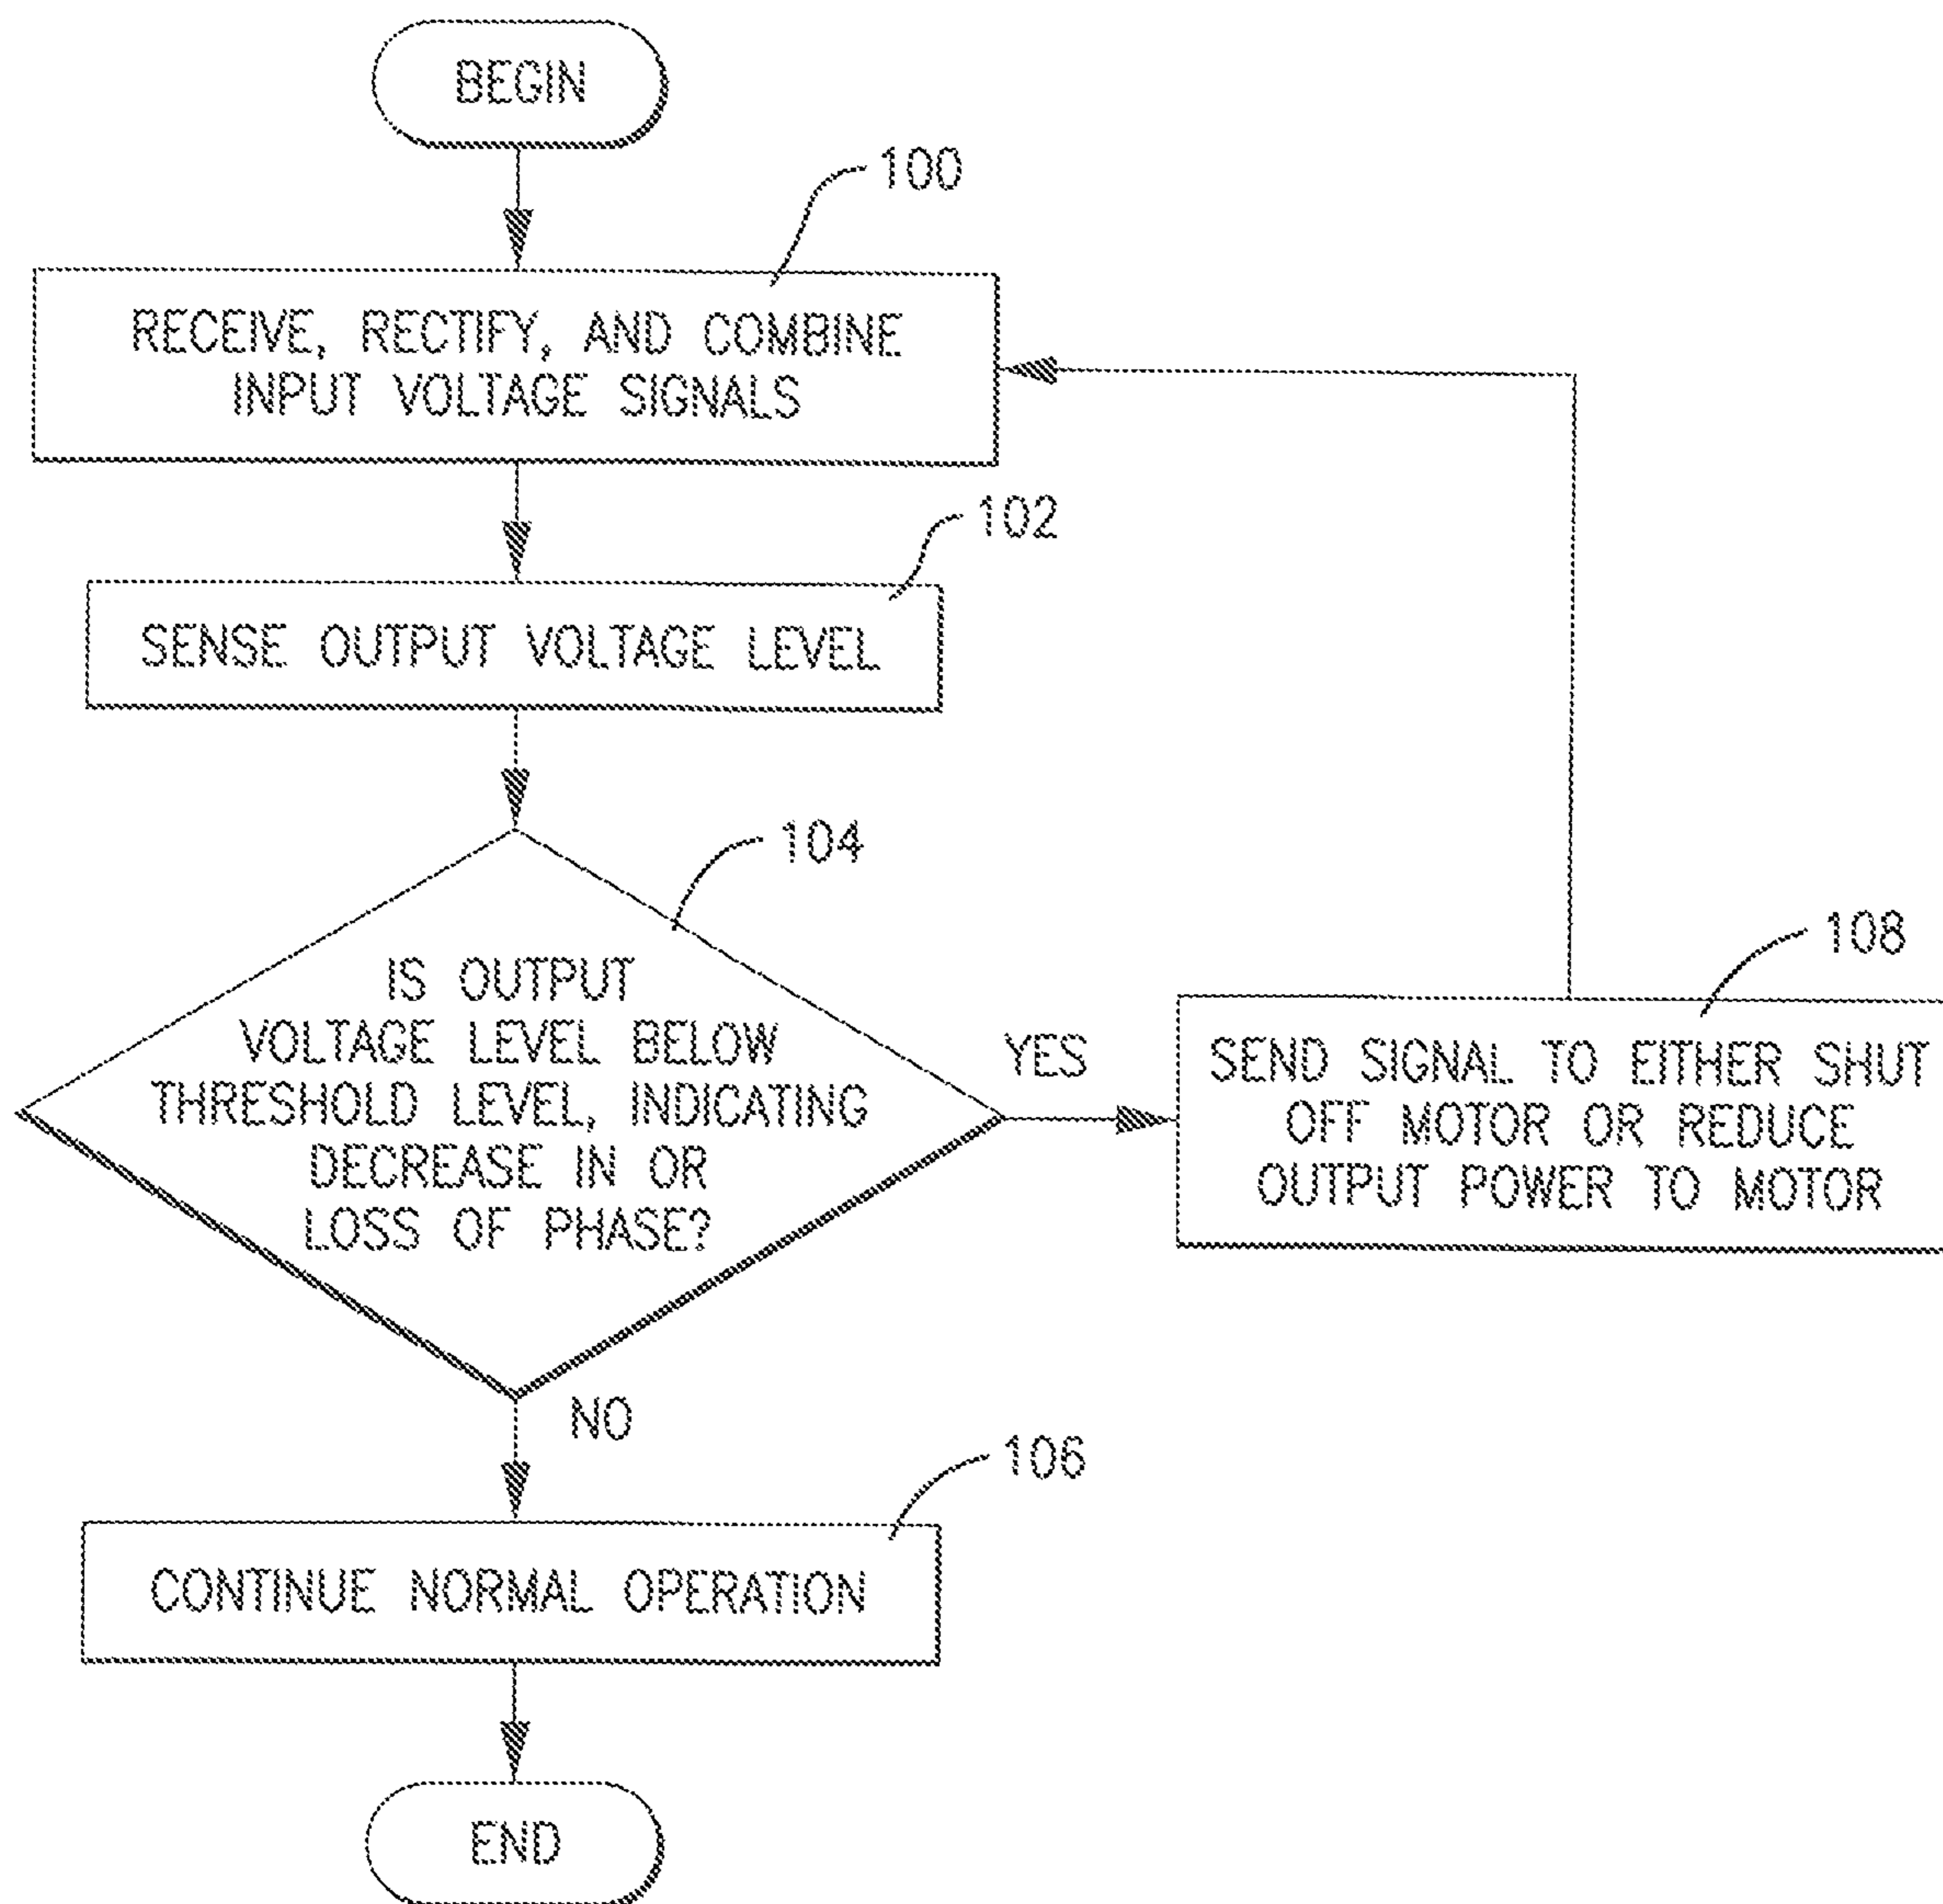 BEGIN
100
RECEIVE, RECTIFY, AND COMBINE
INPUT VOLTAGE SIGNALS
102
SENSE OUTPUT VOLTAGE LEVEL
104
IS OUTPUT
VOLTAGE LEVEL BELOW
THRESHOLD LEVEL, INDICATING
DECREASE IN OR
LOSS OF PHASE?
YES
108
SEND SIGNAL TO EITHER SHUT
OFF MOTOR OR REDUCE
OUTPUT POWER TO MOTOR
NO
106
CONTINUE NORMAL OPERATION
END